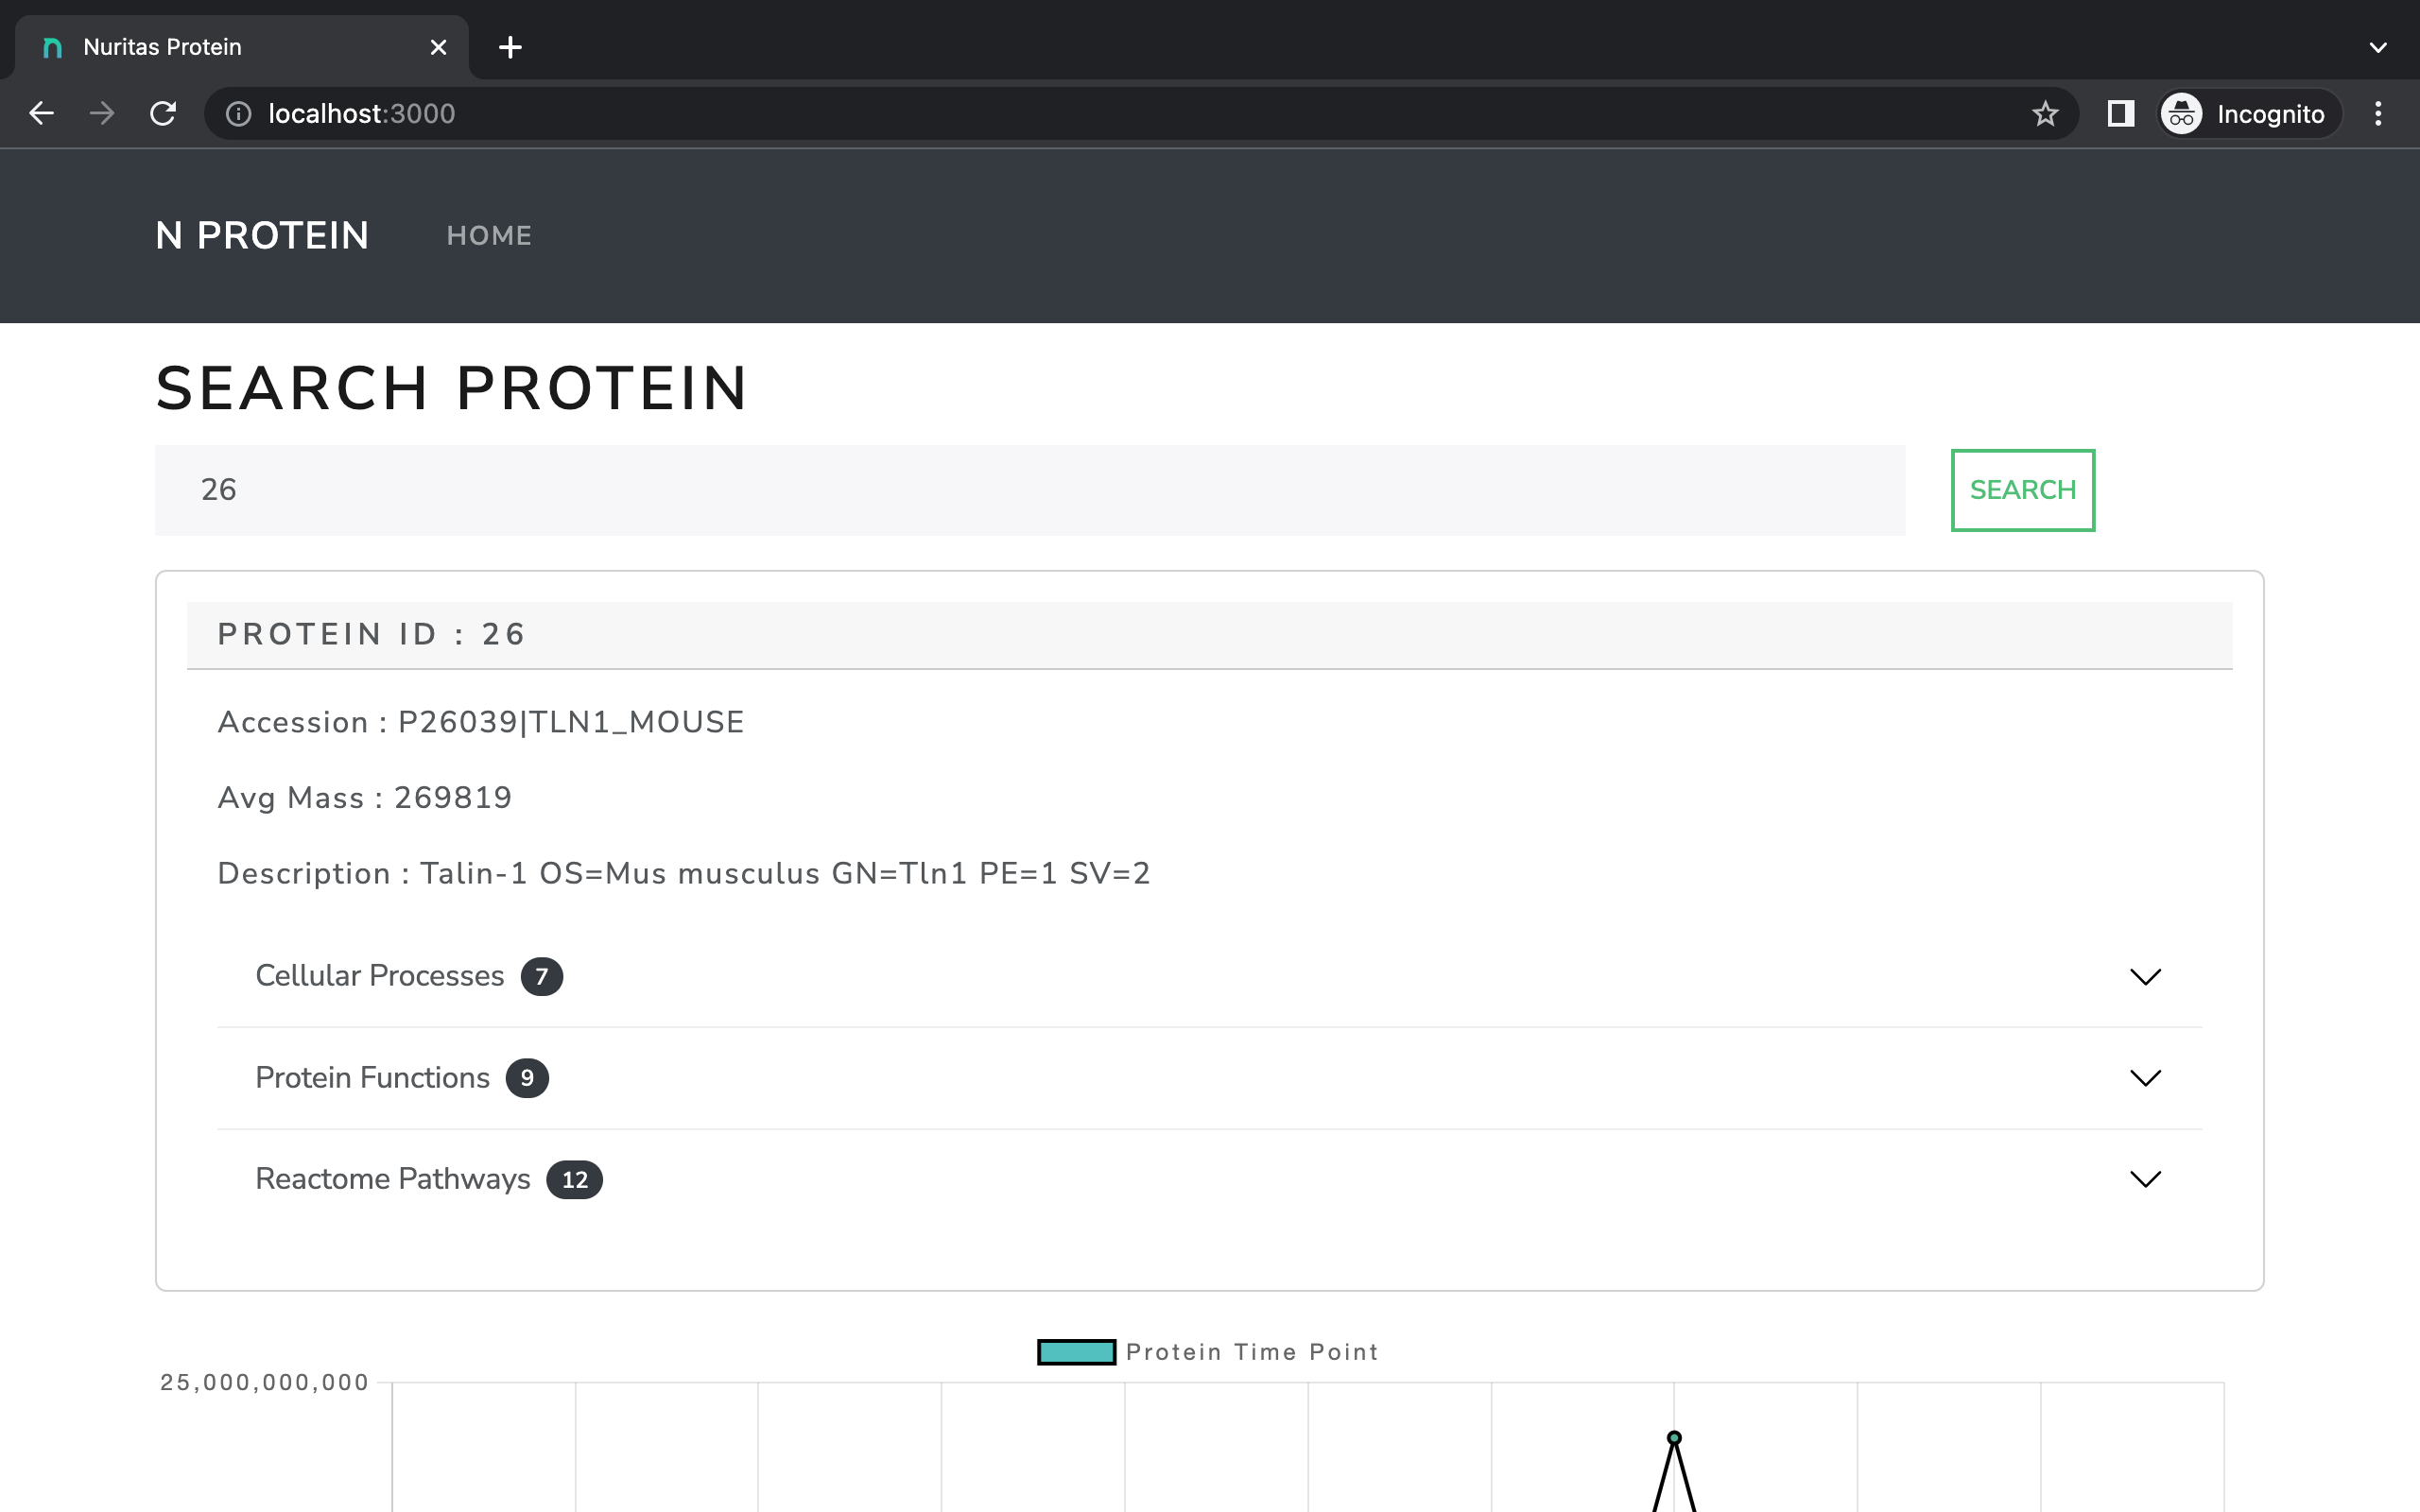 Nuritas Protein
localhost:3000
Incognito
N PROTEIN HOME
SEARCH PROTEIN
26
SEARCH
PROTEIN ID : 26
Accession : P26039|TLN1_MOUSE
Avg Mass : 269819
Description : Talin-1 OS=Mus musculus GN=Tln1 PE=1 SV=2
Cellular Processes 7
Protein Functions 9
Reactome Pathways 12
Protein Time Point
25,000,000,000